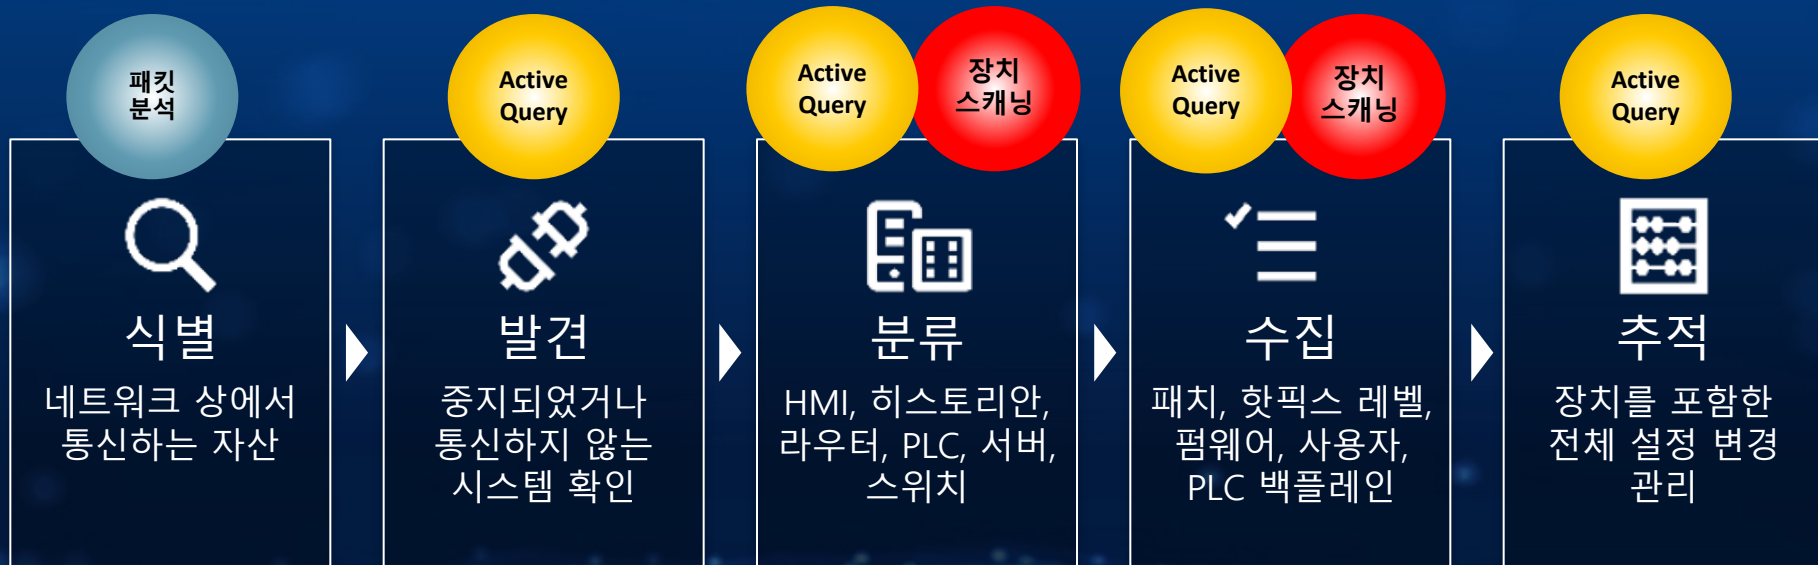 패킷
분석
식별
네트워크 상에서
통신하는 자산
Active
Query
발견
중지되었거나
통신하지 않는
시스템 확인
Active
Query
장치
스캐닝
분류
HMI, 히스토리안,
라우터, PLC, 서버,
스위치
Active
Query
장치
스캐닝
수집
패치, 핫픽스 레벨,
펌웨어, 사용자,
PLC 백플레인
Active
Query
추적
장치를 포함한
전체 설정 변경
관리